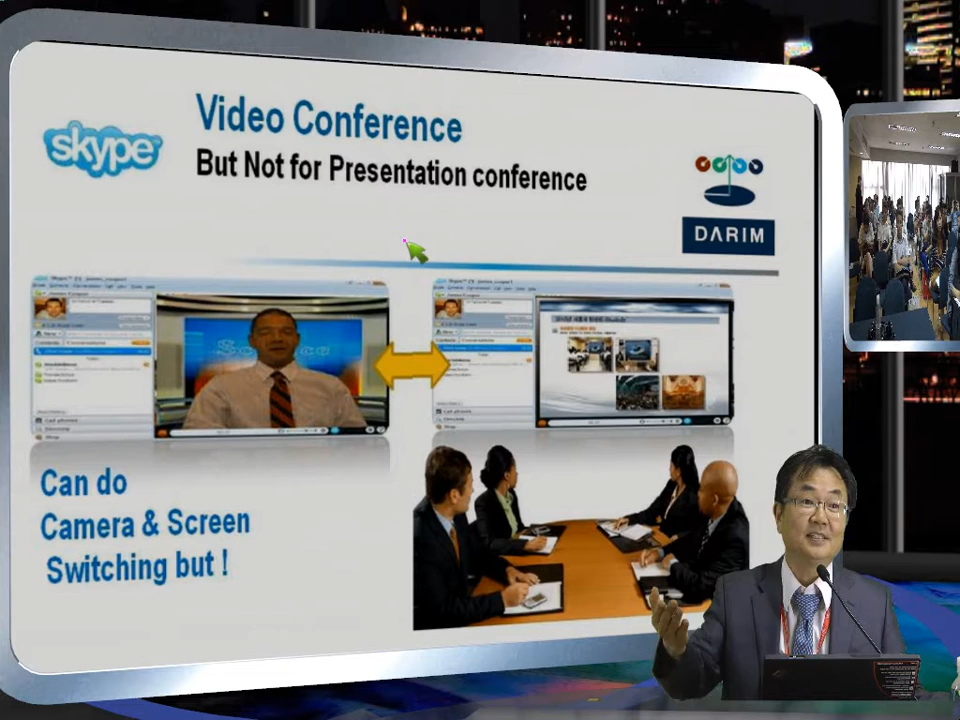 Video Conference
skype
But Not for Presentation conference
DARIM
Can do
Camera & Screen
Switching but !